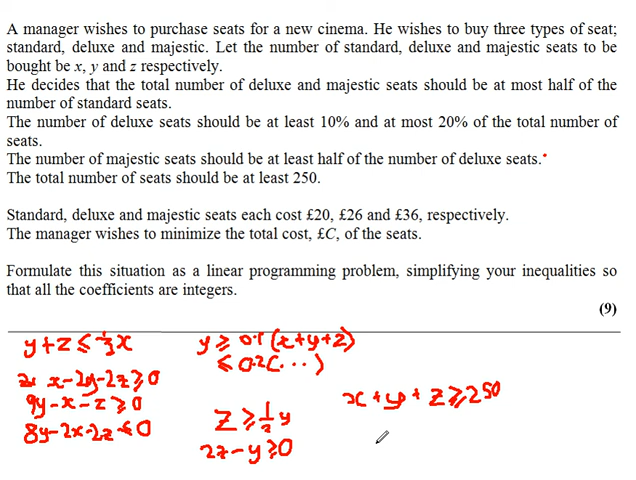 A manager wishes to purchase seats for a new cinema. He wishes to buy three types of seat;
standard, deluxe and majestic. Let the number of standard, deluxe and majestic seats to be
bought be x, y and z respectively.
He decides that the total number of deluxe and majestic seats should be at most half of the
number of standard seats.
The number of deluxe seats should be at least 10% and at most 20% of the total number of
seats.
The number of majestic seats should be at least half of the number of deluxe seats.
The total number of seats should be at least 250.
Standard, deluxe and majestic seats each cost £20, £26 and £36, respectively.
The manager wishes to minimize the total cost, £C, of the seats.
Formulate this situation as a linear programming problem, simplifying your inequalities so
that all the coefficients are integers.
(9)
y + z ≤ ½x
x - 2y - 2z ≥ 0
9y - x - z ≥ 0
8y - 2x - 2z ≤ 0
y ≥ 0.1 (x + y + z)
≤ 0.2 ( ... )
z ≥ ½ y
2z - y ≥ 0
x + y + z ≥ 250